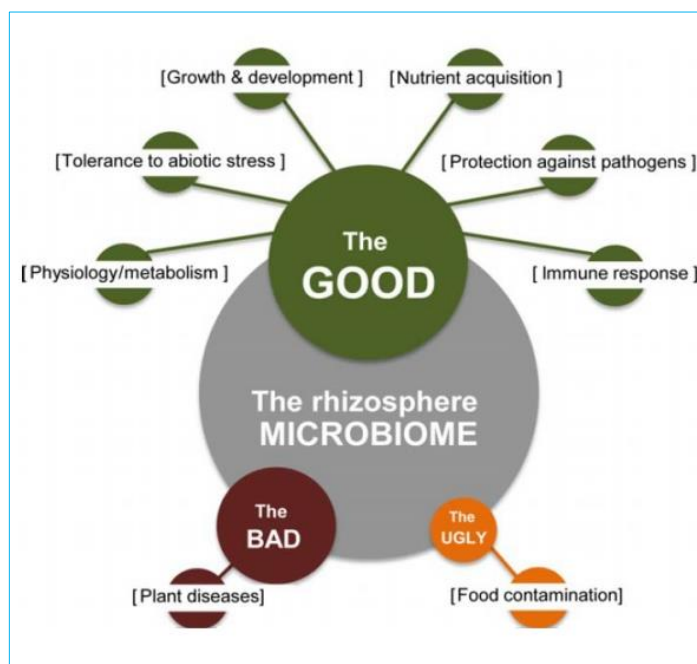 [Growth & development ]
[Nutrient acquisition ]
[Tolerance to abiotic stress ]
[Protection against pathogens]
[Physiology/metabolism ]
[ Immune response ]
The
GOOD
The rhizosphere
MICROBIOME
The
BAD
The
UGLY
[Plant diseases]
[Food contamination]